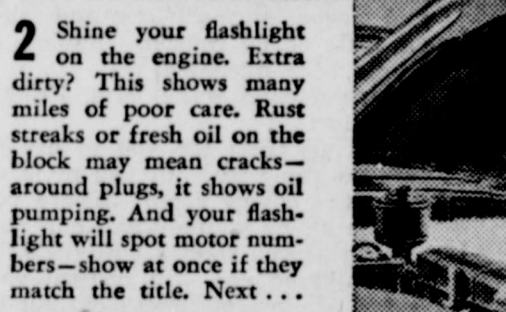 2 Shine your flashlight
on the engine. Extra
dirty? This shows many
miles of poor care. Rust
streaks or fresh oil on the
block may mean cracks—
around plugs, it shows oil
pumping. And your flash-
light will spot motor num-
bers—show at once if they
match the title. Next . . .